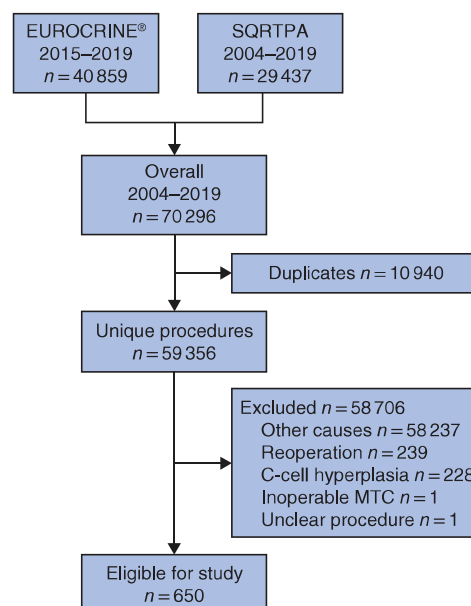 EUROCRINE®
2015–2019
n = 40 859
SQRTPA
2004–2019
n = 29 437
Overall
2004–2019
n = 70 296
Duplicates n = 10 940
Unique procedures
n = 59 356
Excluded n = 58 706
Other causes n = 58 237
Reoperation n = 239
C-cell hyperplasia n = 228
Inoperable MTC n = 1
Unclear procedure n = 1
Eligible for study
n = 650